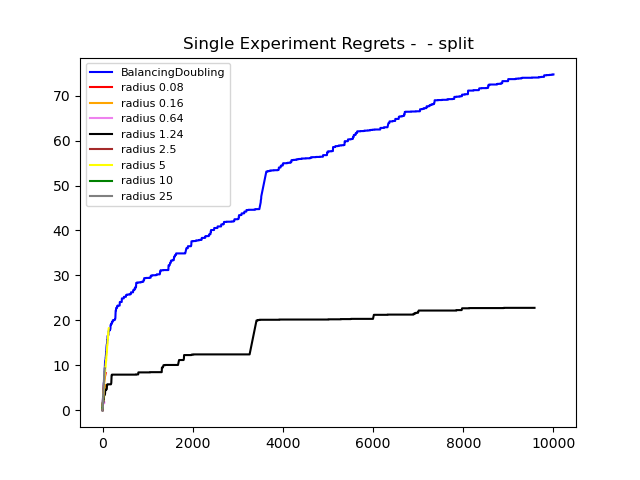 Single Experiment Regrets -  - split
BalancingDoubling
radius 0.08
radius 0.16
radius 0.64
radius 1.24
radius 2.5
radius 5
radius 10
radius 25
70
60
50
40
30
20
10
0
0 2000 4000 6000 8000 10000